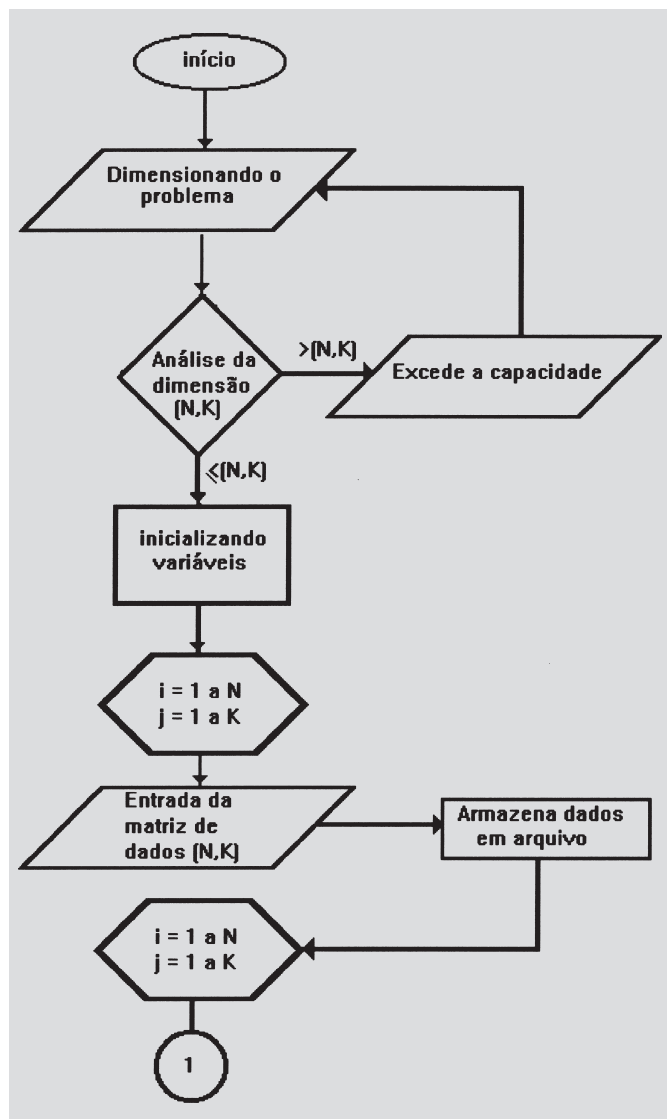 início
Dimensionando o
problema
Análise da
dimensão
(N,K)
>(N,K)
Excede a capacidade
≤(N,K)
inicializando
variáveis
i = 1 a N
j = 1 a K
Entrada da
matriz de
dados (N,K)
Armazena dados
em arquivo
i = 1 a N
j = 1 a K
1